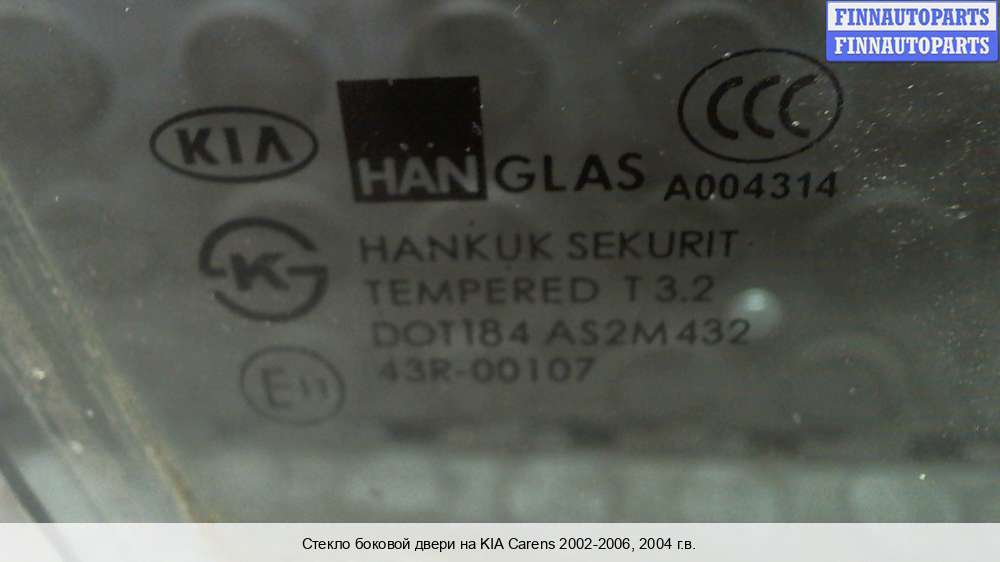 FINNAUTOPARTS
FINNAUTOPARTS
KIA
HANGLAS
CCC
A004314
K
HANKUK SEKURIT
TEMPERED T 3.2
DOT184 AS2M432
43R-00107
E11
Стекло боковой двери на KIA Carens 2002-2006, 2004 г.в.